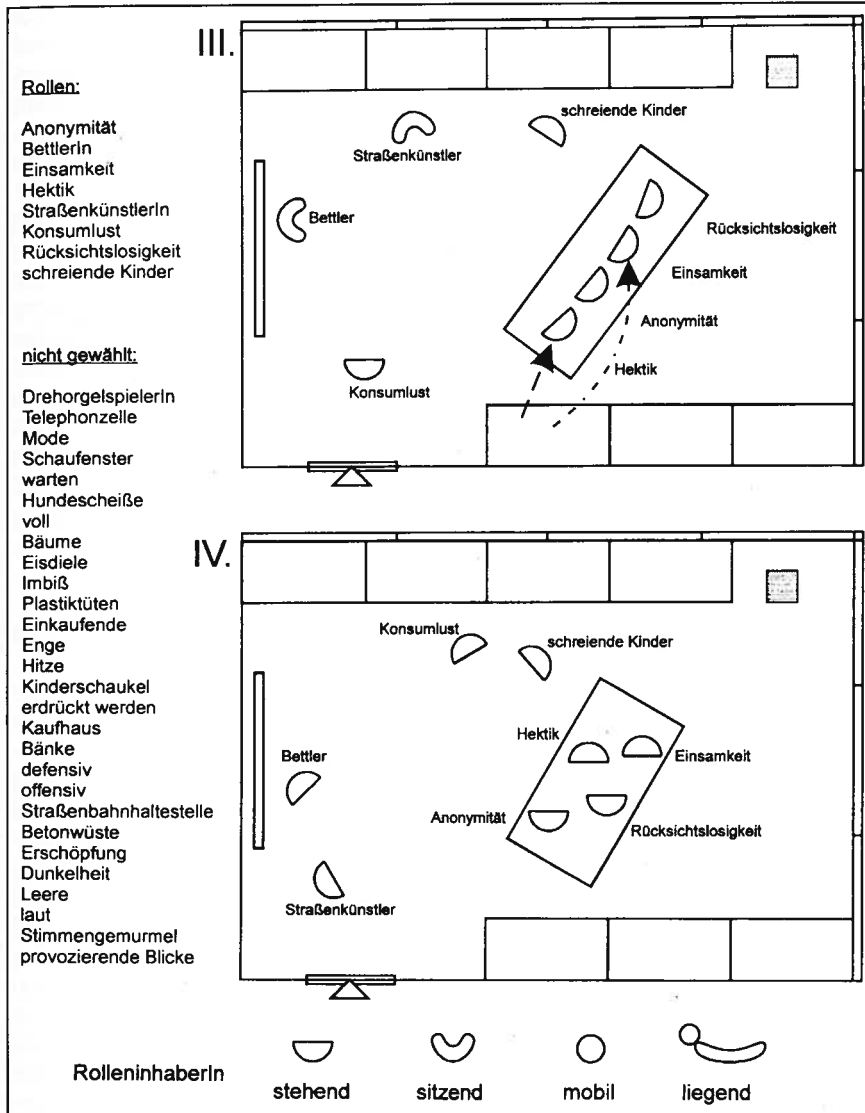 Rollen:
Anonymität
BettlerIn
Einsamkeit
Hektik
StraßenkünstlerIn
Konsumlust
Rücksichtslosigkeit
schreiende Kinder
nicht gewählt:
DrehorgelspielerIn
Telephonzelle
Mode
Schaufenster
warten
Hundescheiße
voll
Bäume
Eisdiele
Imbiß
Plastiktüten
Einkaufende
Enge
Hitze
Kinderschaukel
erdrückt werden
Kaufhaus
Bänke
defensiv
offensiv
Straßenbahnhaltestelle
Betonwüste
Erschöpfung
Dunkelheit
Leere
laut
Stimmengemurmel
provozierende Blicke
III.
schreiende Kinder
Straßenkünstler
Bettler
Rücksichtslosigkeit
Einsamkeit
Anonymität
Hektik
Konsumlust
IV.
Konsumlust
schreiende Kinder
Hektik
Einsamkeit
Bettler
Anonymität
Rücksichtslosigkeit
Straßenkünstler
RolleninhaberIn
stehend
sitzend
mobil
liegend